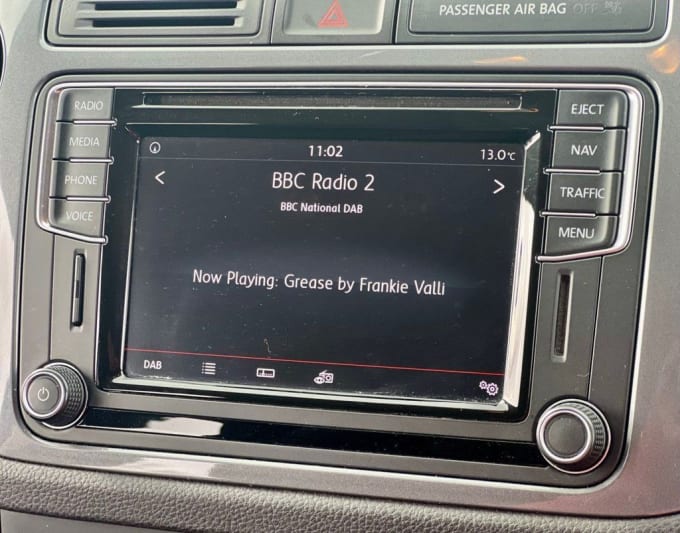 PASSENGER AIR BAG OFF
RADIO
MEDIA
PHONE
VOICE
11:02
13.0°C
BBC Radio 2
BBC National DAB
Now Playing: Grease by Frankie Valli
DAB
EJECT
NAV
TRAFFIC
MENU